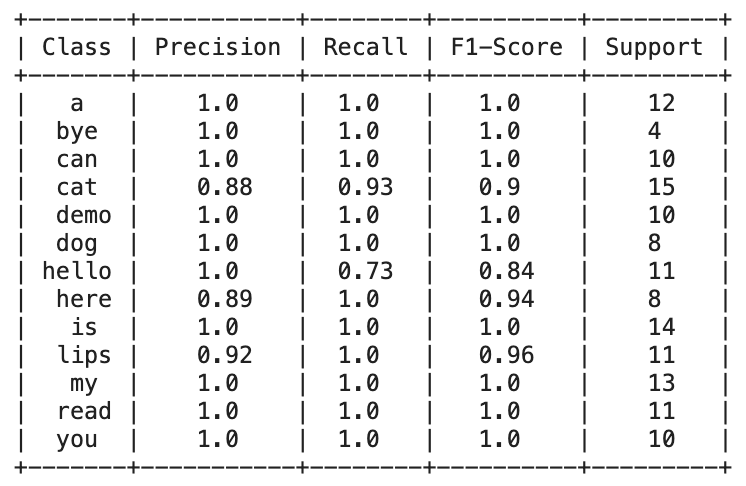 +-------+-----------+--------+----------+---------+
| Class | Precision | Recall | F1-Score | Support |
+-------+-----------+--------+----------+---------+
|   a   |    1.0    |  1.0   |   1.0    |    12   |
|  bye  |    1.0    |  1.0   |   1.0    |    4    |
|  can  |    1.0    |  1.0   |   1.0    |    10   |
|  cat  |    0.88   |  0.93  |   0.9    |    15   |
|  demo |    1.0    |  1.0   |   1.0    |    10   |
|  dog  |    1.0    |  1.0   |   1.0    |    8    |
| hello |    1.0    |  0.73  |   0.84   |    11   |
|  here |    0.89   |  1.0   |   0.94   |    8    |
|   is  |    1.0    |  1.0   |   1.0    |    14   |
|  lips |    0.92   |  1.0   |   0.96   |    11   |
|   my  |    1.0    |  1.0   |   1.0    |    13   |
|  read |    1.0    |  1.0   |   1.0    |    11   |
|  you  |    1.0    |  1.0   |   1.0    |    10   |
+-------+-----------+--------+----------+---------+